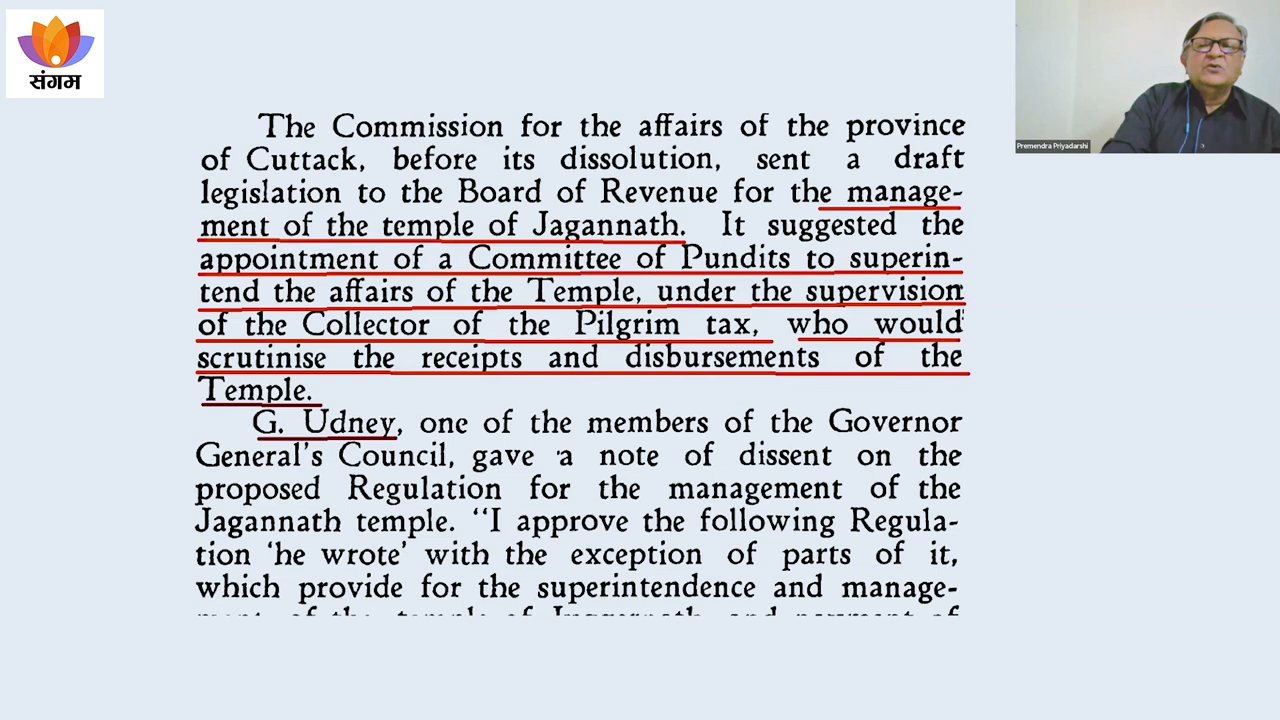 संगम
Premendra Priyadarshi
The Commission for the affairs of the province
of Cuttack, before its dissolution, sent a draft
legislation to the Board of Revenue for the manage-
ment of the temple of Jagannath. It suggested the
appointment of a Committee of Pundits to superin-
tend the affairs of the Temple, under the supervision
of the Collector of the Pilgrim tax, who would
scrutinise the receipts and disbursements of the
Temple.
G. Udney, one of the members of the Governor
General's Council, gave a note of dissent on the
proposed Regulation for the management of the
Jagannath temple. "I approve the following Regula-
tion 'he wrote' with the exception of parts of it,
which provide for the superintendence and manage-